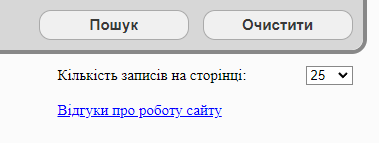 Пошук Очистити
Кількість записів на сторінці: 25
Відгуки про роботу сайту